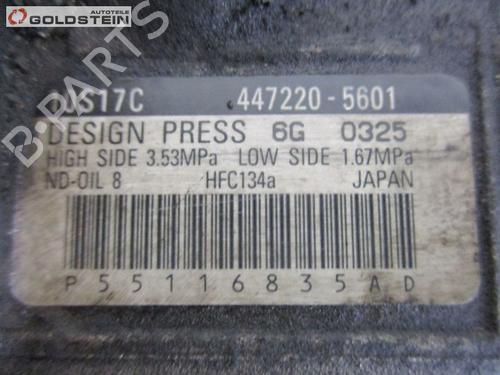 AUTOTEILE
GOLDSTEIN
B-PARTS
10S17C 447220-5601
DESIGN PRESS 6G 0325
HIGH SIDE 3.53MPa LOW SIDE 1.67MPa
ND-OIL 8 HFC134a JAPAN
P55116835AD